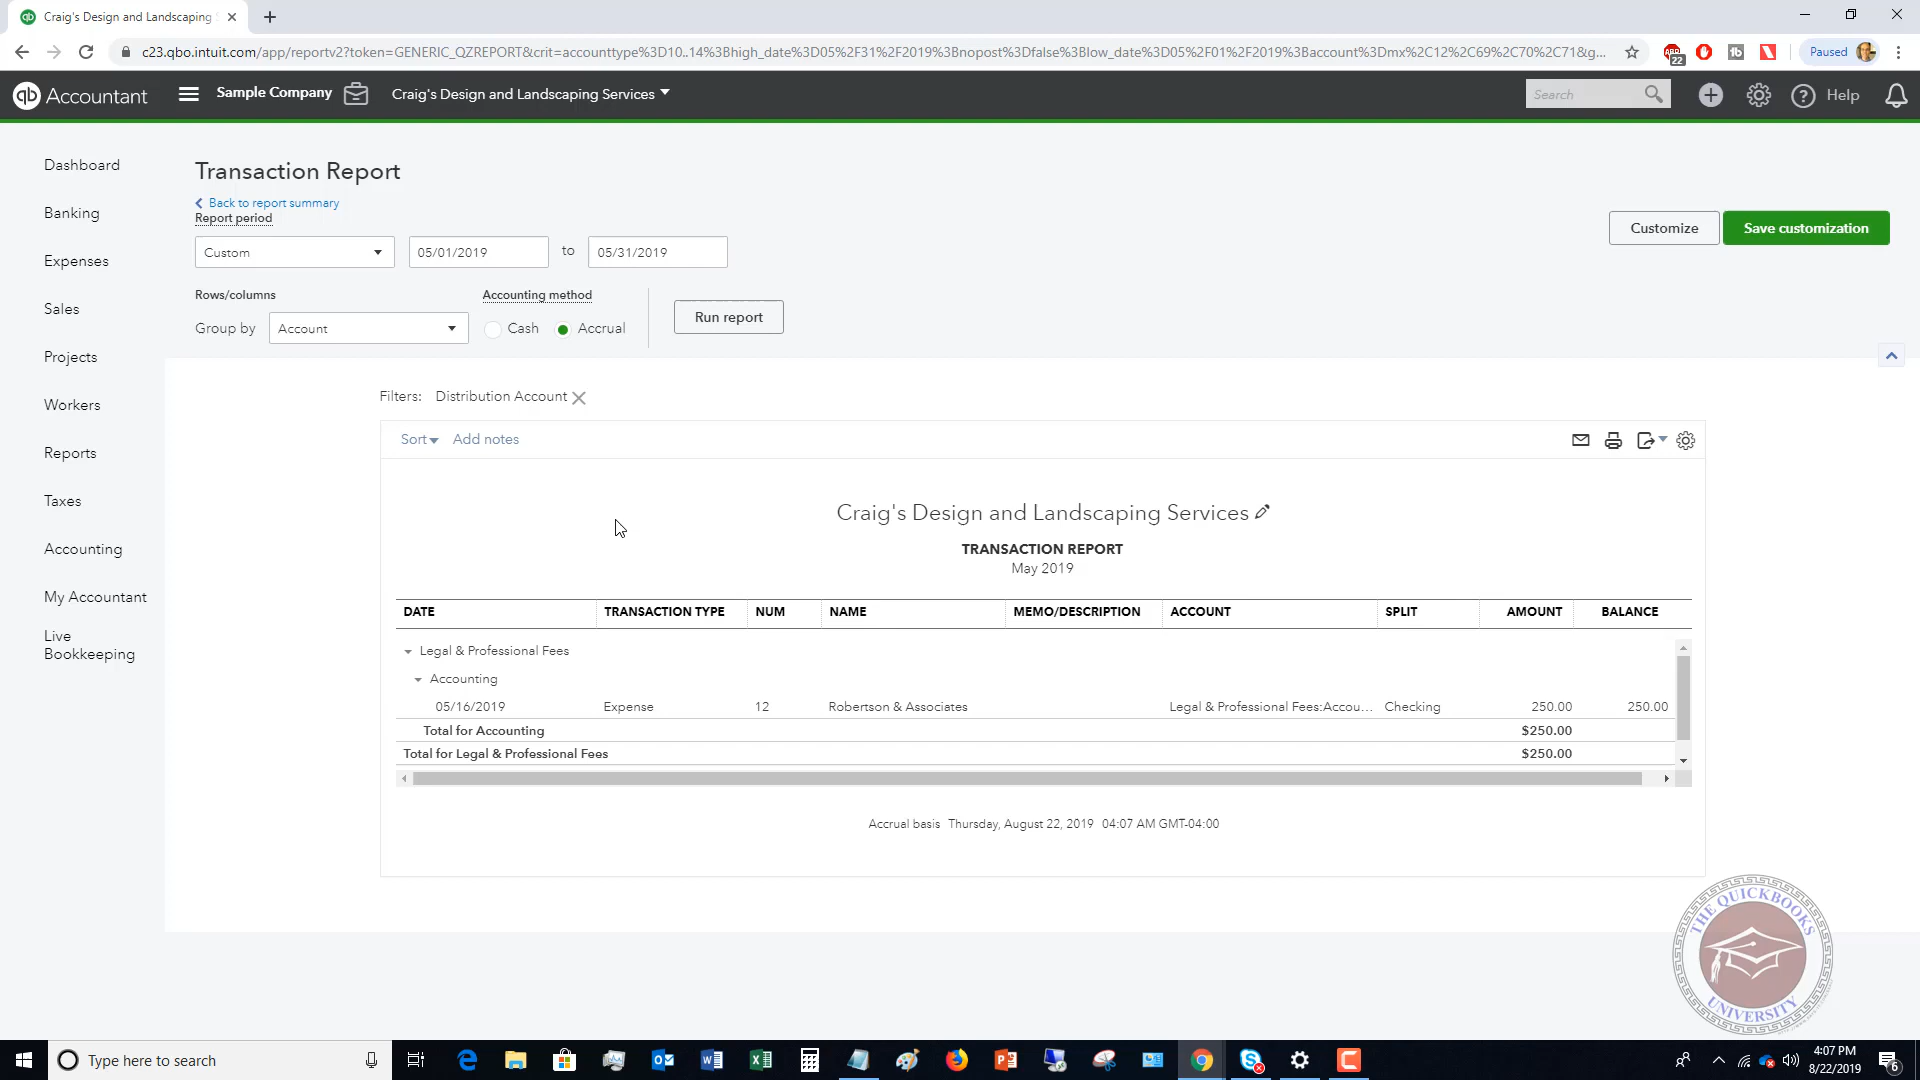 Craig's Design and Landscaping S
c23.qbo.intuit.com/app/reportv2?token=GENERIC_QZREPORT&crit=accounttype%3D10..14%3Bhigh_date%3D05%2F31%2F2019%3Bnopost%3Dfalse%3Blow_date%3D05%2F01%2F2019%3Baccount%3Dmx%2C12%2C69%2C70%2C71&g...
22
Paused
qb Accountant
Sample Company
Craig's Design and Landscaping Services
Search
Help
Dashboard
Banking
Expenses
Sales
Projects
Workers
Reports
Taxes
Accounting
My Accountant
Live
Bookkeeping
Transaction Report
Back to report summary
Report period
Custom 05/01/2019 to 05/31/2019
Customize Save customization
Rows/columns Accounting method
Group by Account Cash Accrual Run report
Filters: Distribution Account
Sort Add notes
Craig's Design and Landscaping Services
TRANSACTION REPORT
May 2019
DATE TRANSACTION TYPE NUM NAME MEMO/DESCRIPTION ACCOUNT SPLIT AMOUNT BALANCE
Legal & Professional Fees
Accounting
05/16/2019 Expense 12 Robertson & Associates Legal & Professional Fees:Accou... Checking 250.00 250.00
Total for Accounting $250.00
Total for Legal & Professional Fees $250.00
Accrual basis Thursday, August 22, 2019 04:07 AM GMT-04:00
THE QUICKBOOKS
UNIVERSITY
Type here to search
4:07 PM
8/22/2019
6